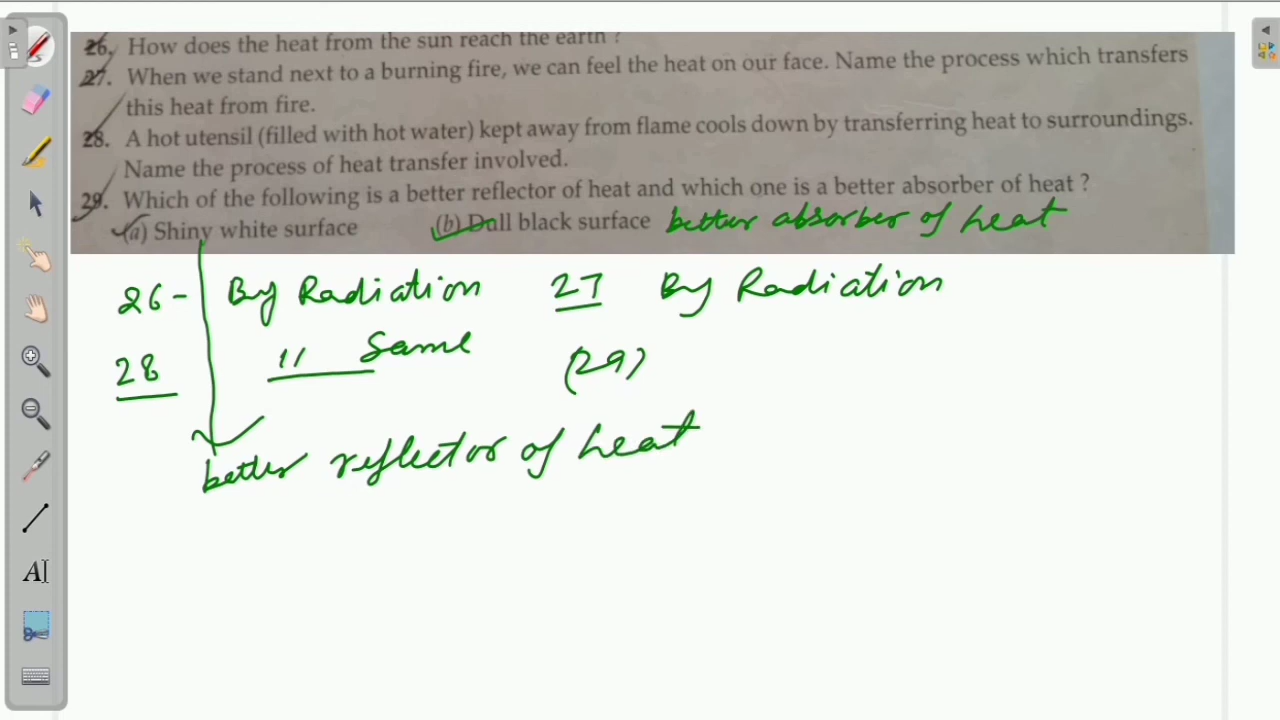 26. How does the heat from the sun reach the earth ?
27. When we stand next to a burning fire, we can feel the heat on our face. Name the process which transfers
this heat from fire.
28. A hot utensil (filled with hot water) kept away from flame cools down by transferring heat to surroundings.
Name the process of heat transfer involved.
29. Which of the following is a better reflector of heat and which one is a better absorber of heat ?
(a) Shiny white surface (b) Dull black surface better absorber of heat
26 - By Radiation 27 By Radiation
28 " Same (29)
better reflector of heat
A